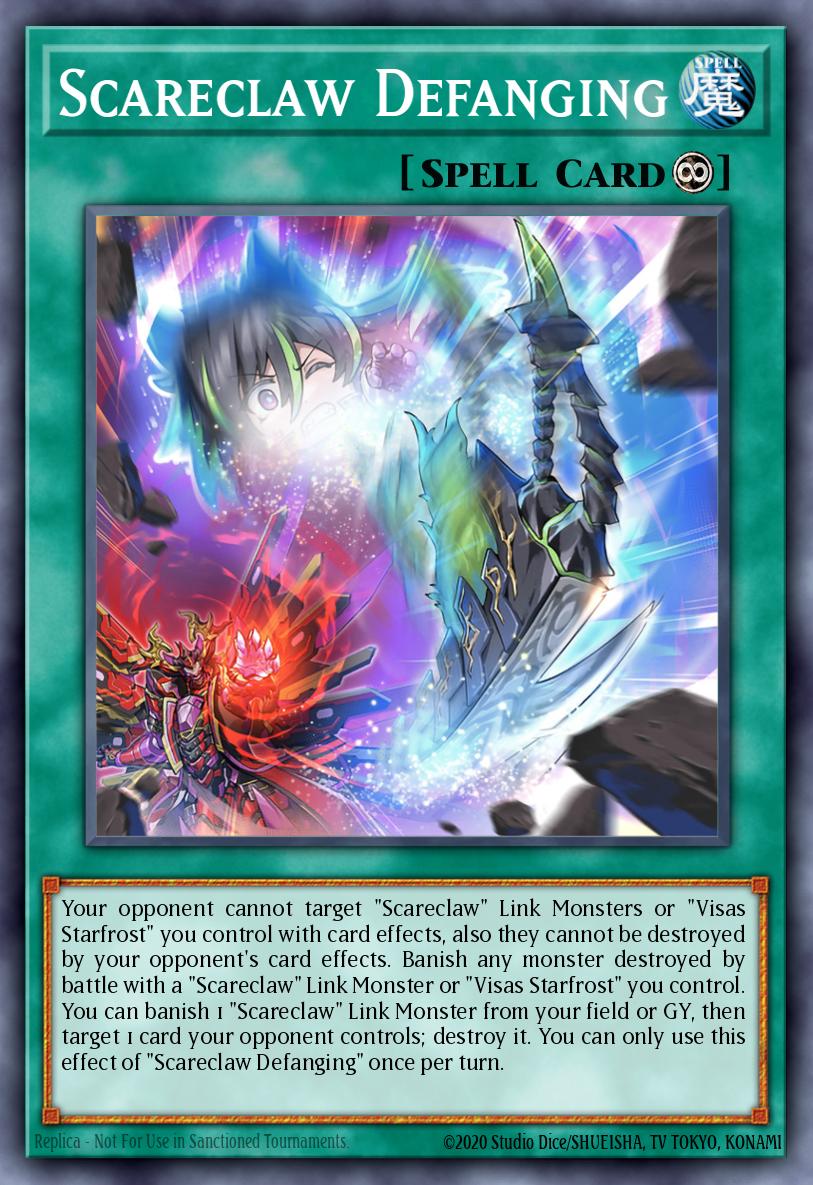 Scareclaw Defanging
SPELL
魔
[Spell Card]
Your opponent cannot target "Scareclaw" Link Monsters or "Visas
Starfrost" you control with card effects, also they cannot be destroyed
by your opponent's card effects. Banish any monster destroyed by
battle with a "Scareclaw" Link Monster or "Visas Starfrost" you control.
You can banish 1 "Scareclaw" Link Monster from your field or GY, then
target 1 card your opponent controls; destroy it. You can only use this
effect of "Scareclaw Defanging" once per turn.
Replica - Not For Use in Sanctioned Tournaments.
©2020 Studio Dice/SHUEISHA, TV TOKYO, KONAMI